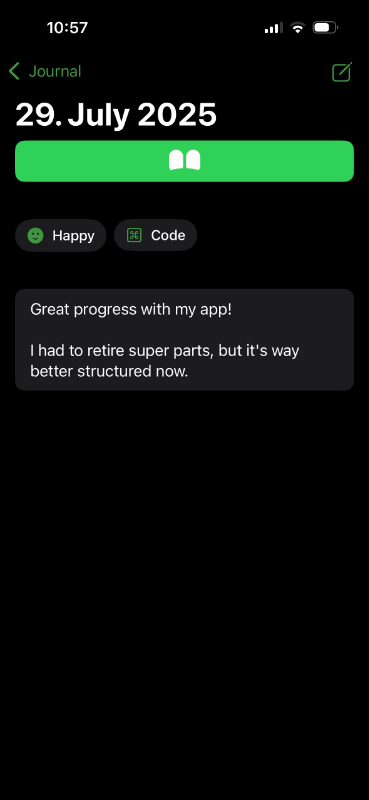 10:57
Journal
29. July 2025
Happy
Code
Great progress with my app!
I had to retire super parts, but it's way
better structured now.